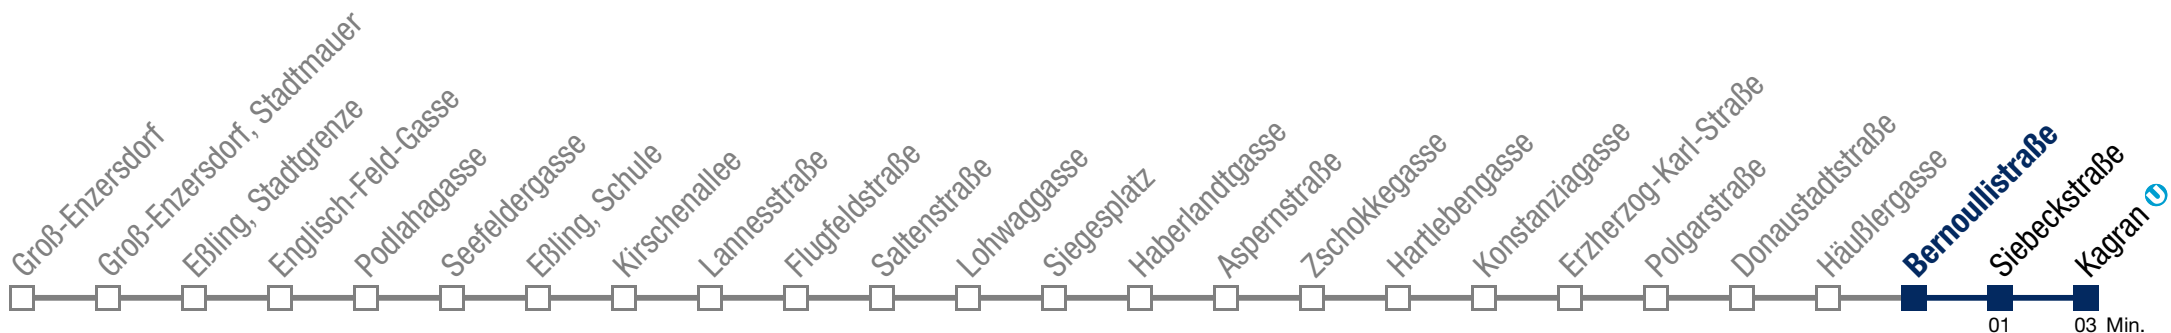 Groß-Enzersdorf
Groß-Enzersdorf, Stadtmauer
Eßling, Stadtgrenze
Englisch-Feld-Gasse
Podlahagasse
Seefeldergasse
Eßling, Schule
Kirschenallee
Lannesstraße
Flugfeldstraße
Saltenstraße
Lohwaggasse
Siegesplatz
Haberlandtgasse
Aspernstraße
Zschokkegasse
Hartlebengasse
Konstanziagasse
Erzherzog-Karl-Straße
Polgarstraße
Donaustadtstraße
Häußlergasse
Bernoullistraße
Siebeckstraße
Kagran U
01 03 Min.